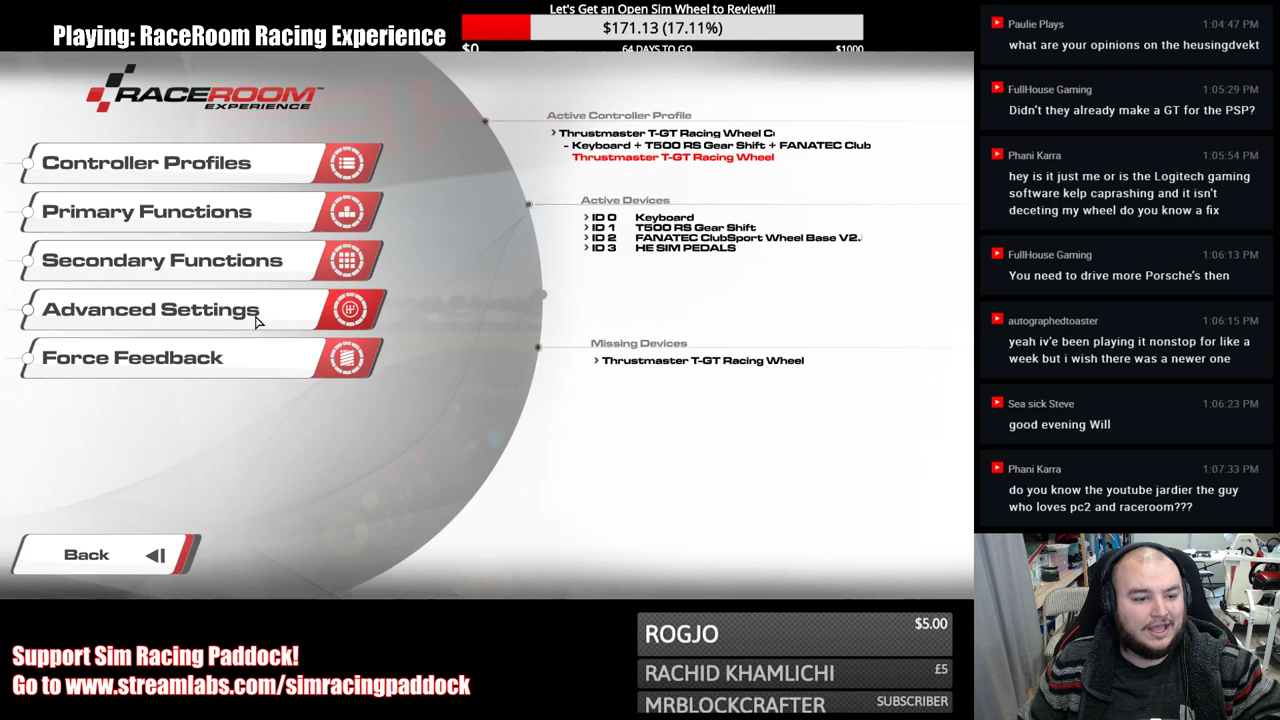 Let's Get an Open Sim Wheel to Review!!!
Playing: RaceRoom Racing Experience
$171.13 (17.11%)
$0
64 DAYS TO GO
$1000
RACEROOM
EXPERIENCE
Controller Profiles
Primary Functions
Secondary Functions
Advanced Settings
Force Feedback
Back
Active Controller Profile
Thrustmaster T-GT Racing Wheel
- Keyboard + T500 RS Gear Shift + FANATEC Club
Thrustmaster T-GT Racing Wheel
Active Devices
ID 0 Keyboard
ID 1 T500 RS Gear Shift
ID 2 FANATEC ClubSport Wheel Base V2.
ID 3 HE SIM PEDALS
Missing Devices
Thrustmaster T-GT Racing Wheel
Paulie Plays 1:04:47 PM
what are your opinions on the heusingdvekt
FullHouse Gaming 1:05:29 PM
Didn't they already make a GT for the PSP?
Phani Karra 1:05:54 PM
hey is it just me or is the Logitech gaming
software kelp caprashing and it isn't
deceting my wheel do you know a fix
FullHouse Gaming 1:06:13 PM
You need to drive more Porsche's then
autographedtoaster 1:06:15 PM
yeah iv'e been playing it nonstop for like a
week but i wish there was a newer one
Sea sick Steve 1:06:23 PM
good evening Will
Phani Karra 1:07:33 PM
do you know the youtube jardier the guy
who loves pc2 and raceroom???
Support Sim Racing Paddock!
Go to www.streamlabs.com/simracingpaddock
ROGJO $5.00
RACHID KHAMLICHI £5
MRBLOCKCRAFTER SUBSCRIBER